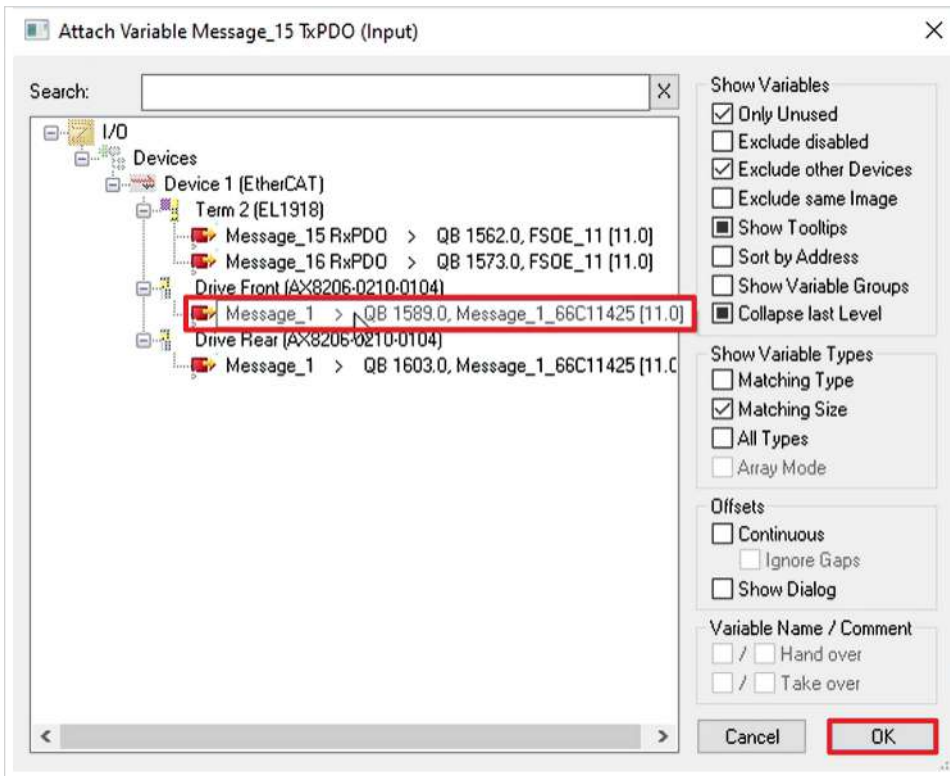 Attach Variable Message_15 TxPDO (Input)
Search:
I/O
Devices
Device 1 (EtherCAT)
Term 2 (EL1918)
Message_15 RxPDO > QB 1562.0, FSOE_11 [11.0]
Message_16 RxPDO > QB 1573.0, FSOE_11 [11.0]
Drive Front (AX8206-0210-0104)
Message_1 > QB 1589.0, Message_1_66C11425 [11.0]
Drive Rear (AX8206-0210-0104)
Message_1 > QB 1603.0, Message_1_66C11425 [11.0
Show Variables
Only Unused
Exclude disabled
Exclude other Devices
Exclude same Image
Show Tooltips
Sort by Address
Show Variable Groups
Collapse last Level
Show Variable Types
Matching Type
Matching Size
All Types
Array Mode
Offsets
Continuous
Ignore Gaps
Show Dialog
Variable Name / Comment
/ Hand over
/ Take over
Cancel
OK